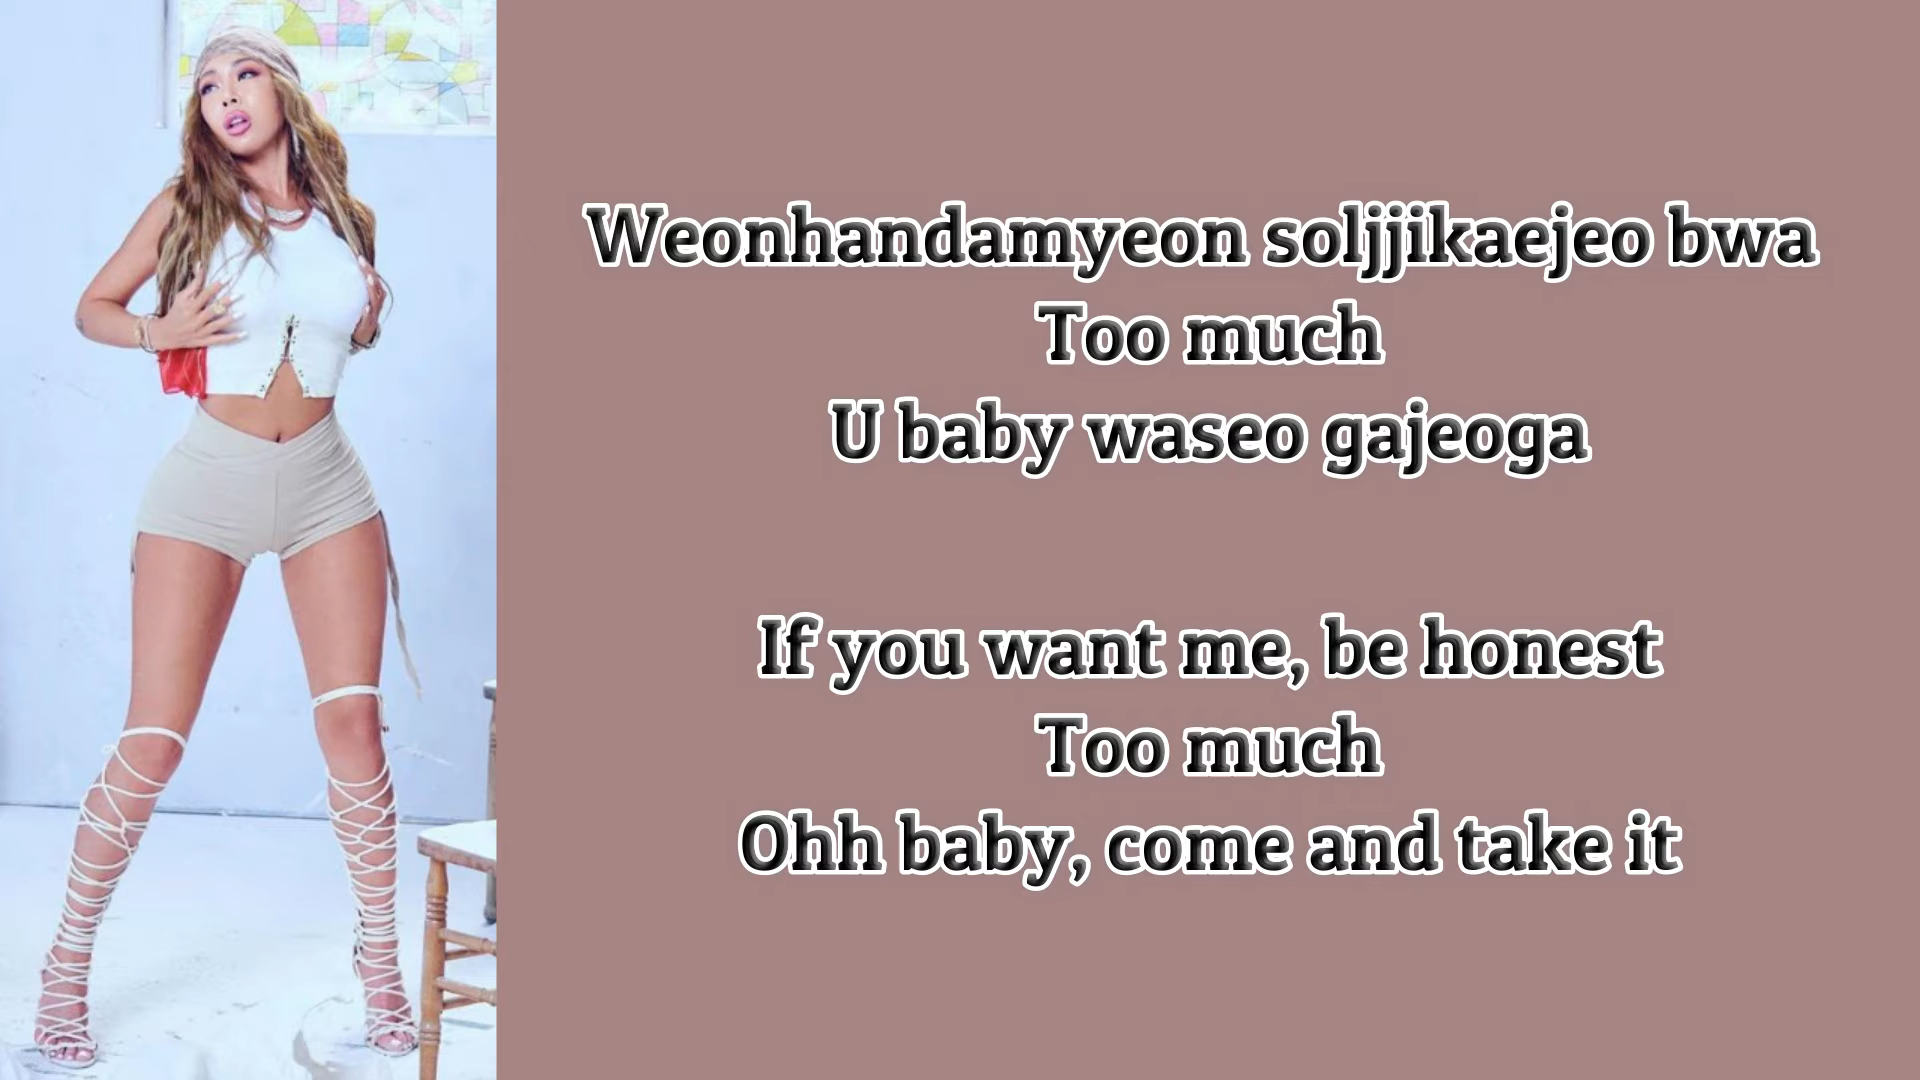 Weonhandamyeon soljjikaejeo bwa
Too much
U baby waseo gajeoga
If you want me, be honest
Too much
Ohh baby, come and take it